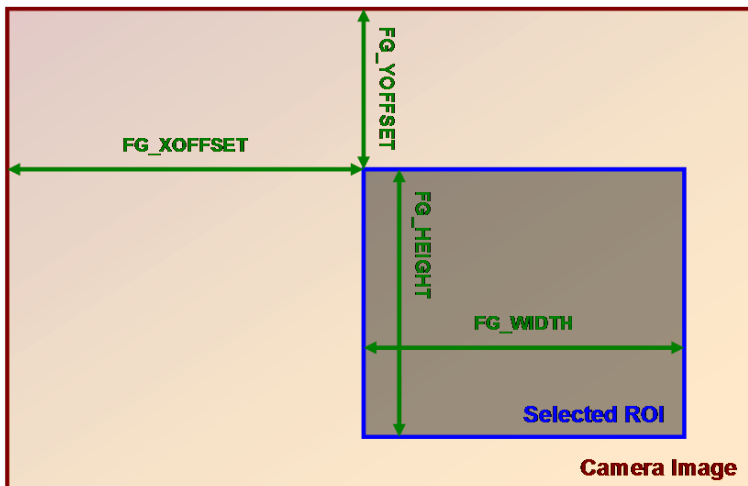 FG_YOFFSET
FG_XOFFSET
FG_HEIGHT
FG_WIDTH
Selected ROI
Camera Image